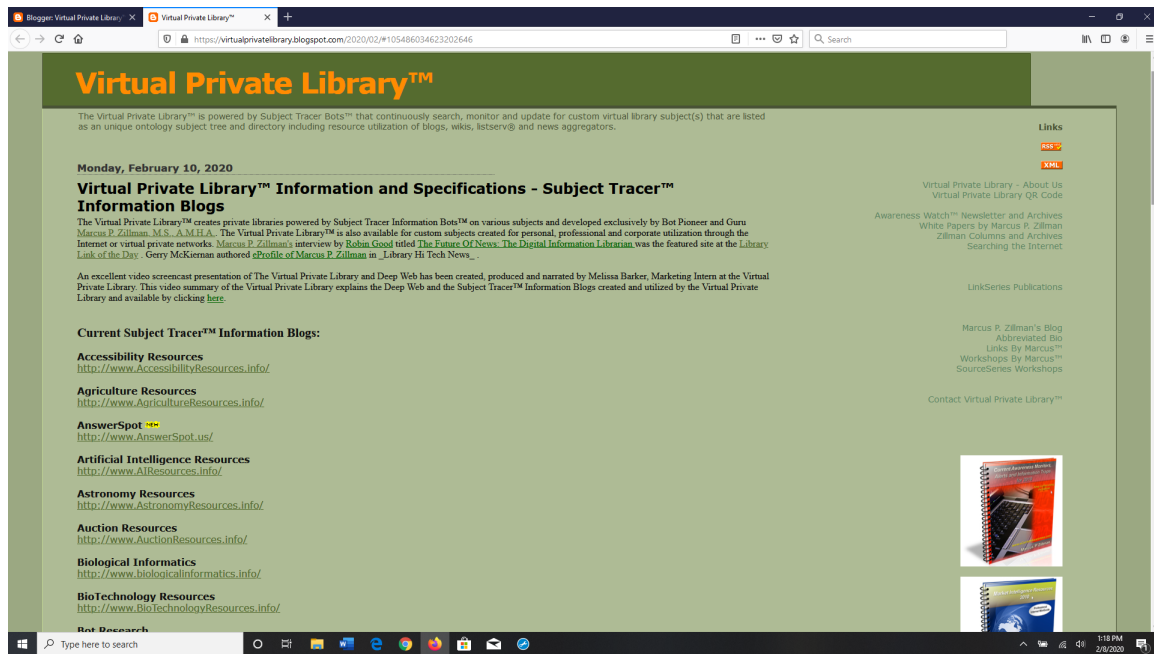 Blogger: Virtual Private Library
Virtual Private Library™
https://virtualprivatelibrary.blogspot.com/2020/02/#105486034623202646
Search
Virtual Private Library™
The Virtual Private Library™ is powered by Subject Tracer Bots™ that continuously search, monitor and update for custom virtual library subject(s) that are listed
as an unique ontology subject tree and directory including resource utilization of blogs, wikis, listserv® and news aggregators.
Monday, February 10, 2020
Virtual Private Library™ Information and Specifications - Subject Tracer™
Information Blogs
The Virtual Private Library™ creates private libraries powered by Subject Tracer Information Bots™ on various subjects and developed exclusively by Bot Pioneer and Guru
Marcus P. Zillman, M.S., A.M.H.A.. The Virtual Private Library™ is also available for custom subjects created for personal, professional and corporate utilization through the
Internet or virtual private networks. Marcus P. Zillman's interview by Robin Good titled The Future Of News: The Digital Information Librarian was the featured site at the Library
Link of the Day . Gerry McKiernan authored eProfile of Marcus P. Zillman in _Library Hi Tech News_ .
An excellent video screencast presentation of The Virtual Private Library and Deep Web has been created, produced and narrated by Melissa Barker, Marketing Intern at the Virtual
Private Library. This video summary of the Virtual Private Library explains the Deep Web and the Subject Tracer™ Information Blogs created and utilized by the Virtual Private
Library and available by clicking here.
Current Subject Tracer™ Information Blogs:
Accessibility Resources
http://www.AccessibilityResources.info/
Agriculture Resources
http://www.AgricultureResources.info/
AnswerSpot NEW
http://www.AnswerSpot.us/
Artificial Intelligence Resources
http://www.AIResources.info/
Astronomy Resources
http://www.AstronomyResources.info/
Auction Resources
http://www.AuctionResources.info/
Biological Informatics
http://www.biologicalinformatics.info/
BioTechnology Resources
http://www.BioTechnologyResources.info/
Bot Research
Links
RSS
XML
Virtual Private Library - About Us
Virtual Private Library QR Code
Awareness Watch™ Newsletter and Archives
White Papers by Marcus P. Zillman
Zillman Columns and Archives
Searching the Internet
LinkSeries Publications
Marcus P. Zillman's Blog
Abbreviated Bio
Links By Marcus™
Workshops By Marcus™
SourceSeries Workshops
Contact Virtual Private Library™
Type here to search
1:18 PM
2/8/2020